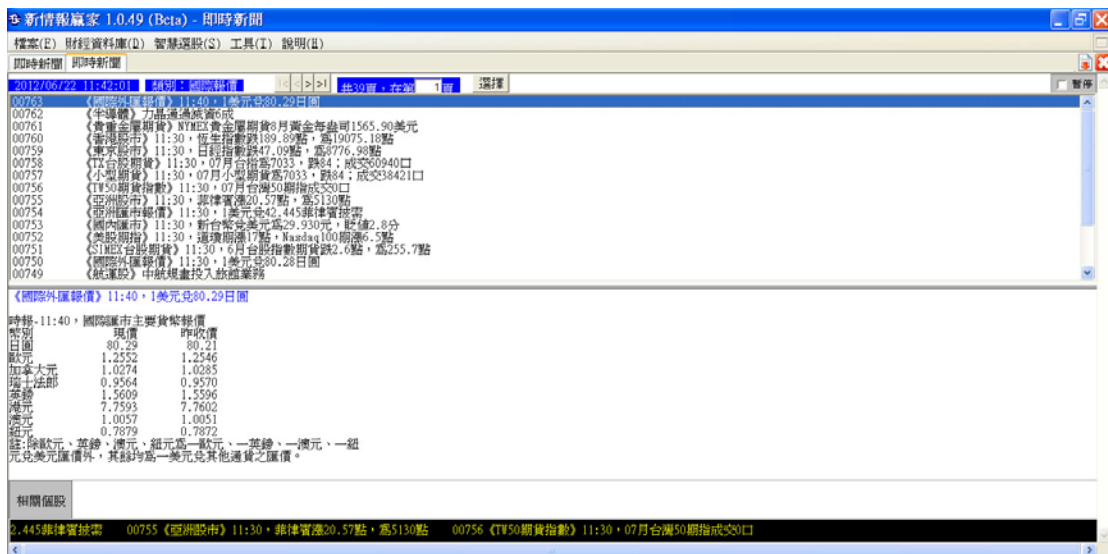 新情報贏家 1.0.49 (Beta) - 即時新聞
檔案(E) 財經資料庫(D) 智慧選股(S) 工具(I) 說明(H)
即時新聞 即時新聞
2012/06/22 11:42:01 類別：國際報價 |< < > >| 共39頁，在第 1頁 選擇 暫停
00763 《國際外匯報價》11:40，1美元兌80.29日圓
00762 《半導體》力晶通過減資6成
00761 《貴重金屬期貨》NYMEX貴金屬期貨8月黃金每盎司1565.90美元
00760 《香港股市》11:30，恆生指數跌189.89點，為19075.18點
00759 《東京股市》11:30，日經指數跌47.09點，為8776.98點
00758 《TX台股期貨》11:30，07月台指為7033，跌84；成交60940口
00757 《小型期貨》11:30，07月小型期貨為7033，跌84；成交38421口
00756 《TW50期貨指數》11:30，07月台灣50期指成交0口
00755 《亞洲股市》11:30，菲律賓漲20.57點，為5130點
00754 《亞洲匯市報價》11:30，1美元兌42.445菲律賓披索
00753 《國內匯市》11:30，新台幣兌美元為29.930元，貶值2.8分
00752 《美股期指》11:30，道瓊期漲17點，Nasdaq100期漲6.5點
00751 《SIMEX台股期貨》11:30，6月台股指數期貨跌2.6點，為255.7點
00750 《國際外匯報價》11:30，1美元兌80.28日圓
00749 《航運股》中航規畫投入旅館業務
《國際外匯報價》11:40，1美元兌80.29日圓
時報-11:40，國際匯市主要貨幣報價
幣別 現價 昨收價
日圓 80.29 80.21
歐元 1.2552 1.2546
加拿大元 1.0274 1.0285
瑞士法郎 0.9564 0.9570
英鎊 1.5609 1.5596
港元 7.7593 7.7602
澳元 1.0057 1.0051
紐元 0.7879 0.7872
註:除歐元、英鎊、澳元、紐元為一歐元、一英鎊、一澳元、一紐
元兌美元匯價外，其餘均為一美元兌其他通貨之匯價。
相關個股
2.445菲律賓披索 00755《亞洲股市》11:30，菲律賓漲20.57點，為5130點 00756《TW50期貨指數》11:30，07月台灣50期指成交0口